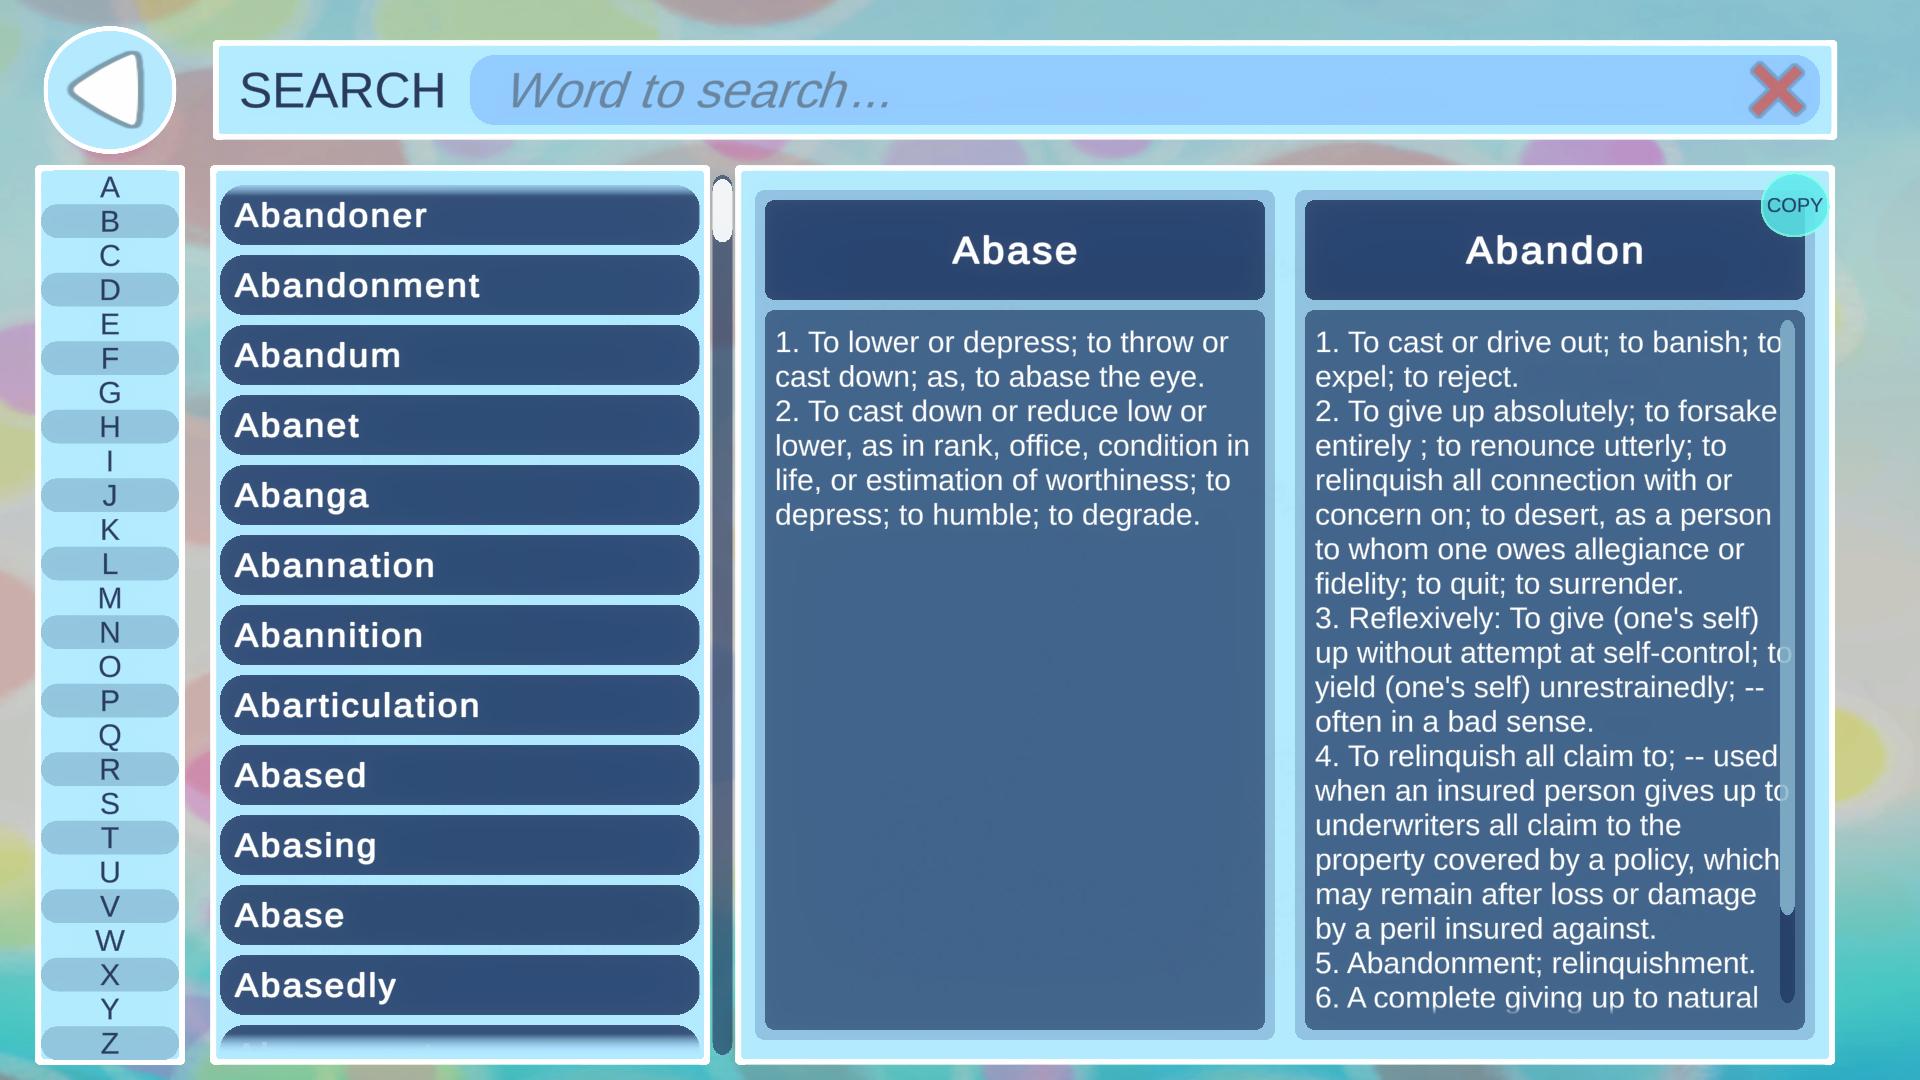 SEARCH Word to search...
A
B
C
D
E
F
G
H
I
J
K
L
M
N
O
P
Q
R
S
T
U
V
W
X
Y
Z
Abandoner
Abandonment
Abandum
Abanet
Abanga
Abannation
Abannition
Abarticulation
Abased
Abasing
Abase
Abasedly
Abase
1. To lower or depress; to throw or
cast down; as, to abase the eye.
2. To cast down or reduce low or
lower, as in rank, office, condition in
life, or estimation of worthiness; to
depress; to humble; to degrade.
COPY
Abandon
1. To cast or drive out; to banish; to
expel; to reject.
2. To give up absolutely; to forsake
entirely ; to renounce utterly; to
relinquish all connection with or
concern on; to desert, as a person
to whom one owes allegiance or
fidelity; to quit; to surrender.
3. Reflexively: To give (one's self)
up without attempt at self-control; to
yield (one's self) unrestrainedly; --
often in a bad sense.
4. To relinquish all claim to; -- used
when an insured person gives up to
underwriters all claim to the
property covered by a policy, which
may remain after loss or damage
by a peril insured against.
5. Abandonment; relinquishment.
6. A complete giving up to natural